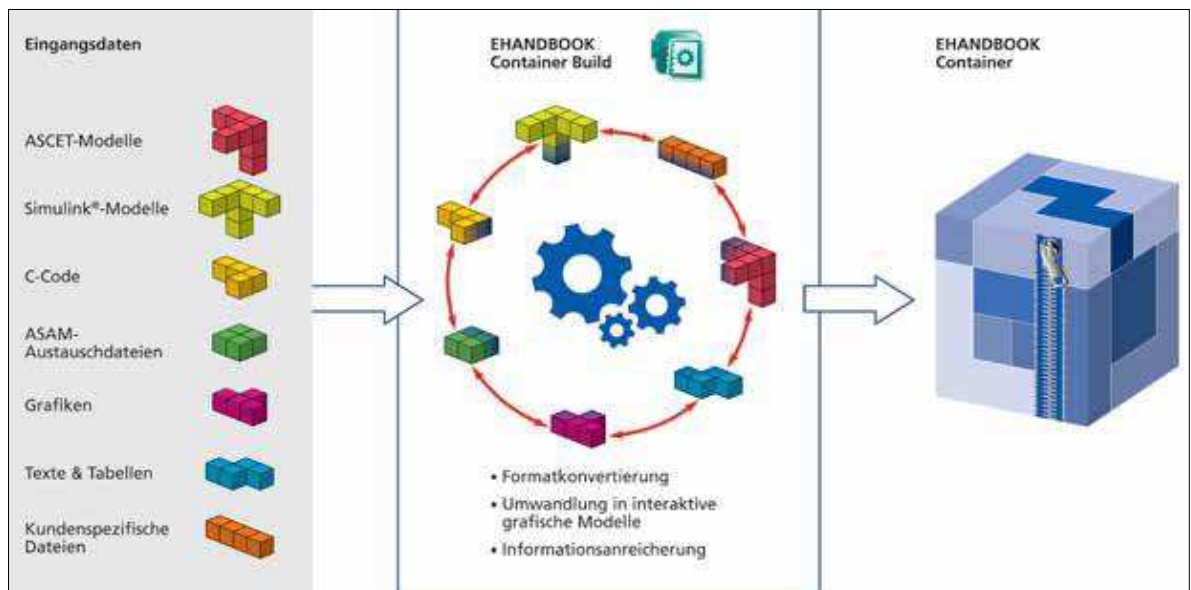 Eingangsdaten
ASCET-Modelle
Simulink®-Modelle
C-Code
ASAM-
Austauschdateien
Grafiken
Texte & Tabellen
Kundenspezifische
Dateien
EHANDBOOK
Container Build
• Formatkonvertierung
• Umwandlung in interaktive
grafische Modelle
• Informationsanreicherung
EHANDBOOK
Container